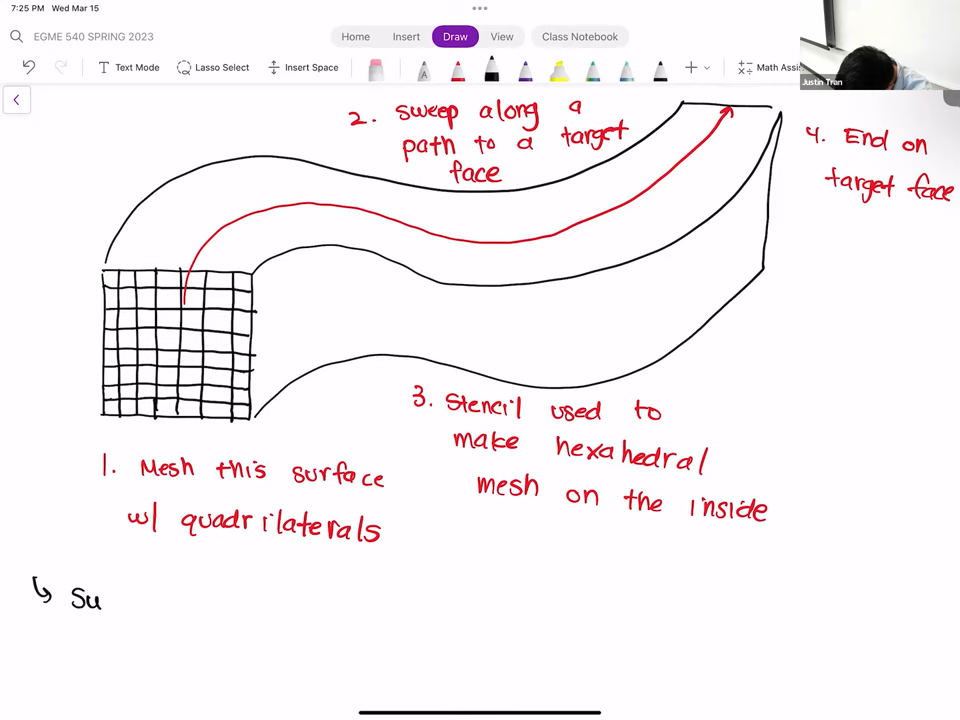 7:25 PM Wed Mar 15
EGME 540 SPRING 2023
Home Insert Draw View Class Notebook
Text Mode Lasso Select Insert Space A Math Assis
Justin Tran
2. Sweep along a
path to a target
face
4. End on
target face
3. Stencil used to
make hexahedral
mesh on the inside
1. Mesh this surface
w/ quadrilaterals
↳ Su